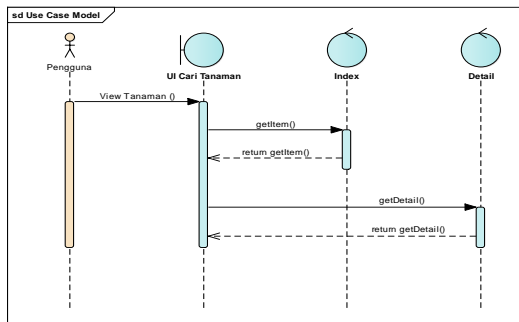 sd Use Case Model
Pengguna
UI Cari Tanaman
Index
Detail
View Tanaman ()
getItem()
return getItem()
getDetail()
return getDetail()